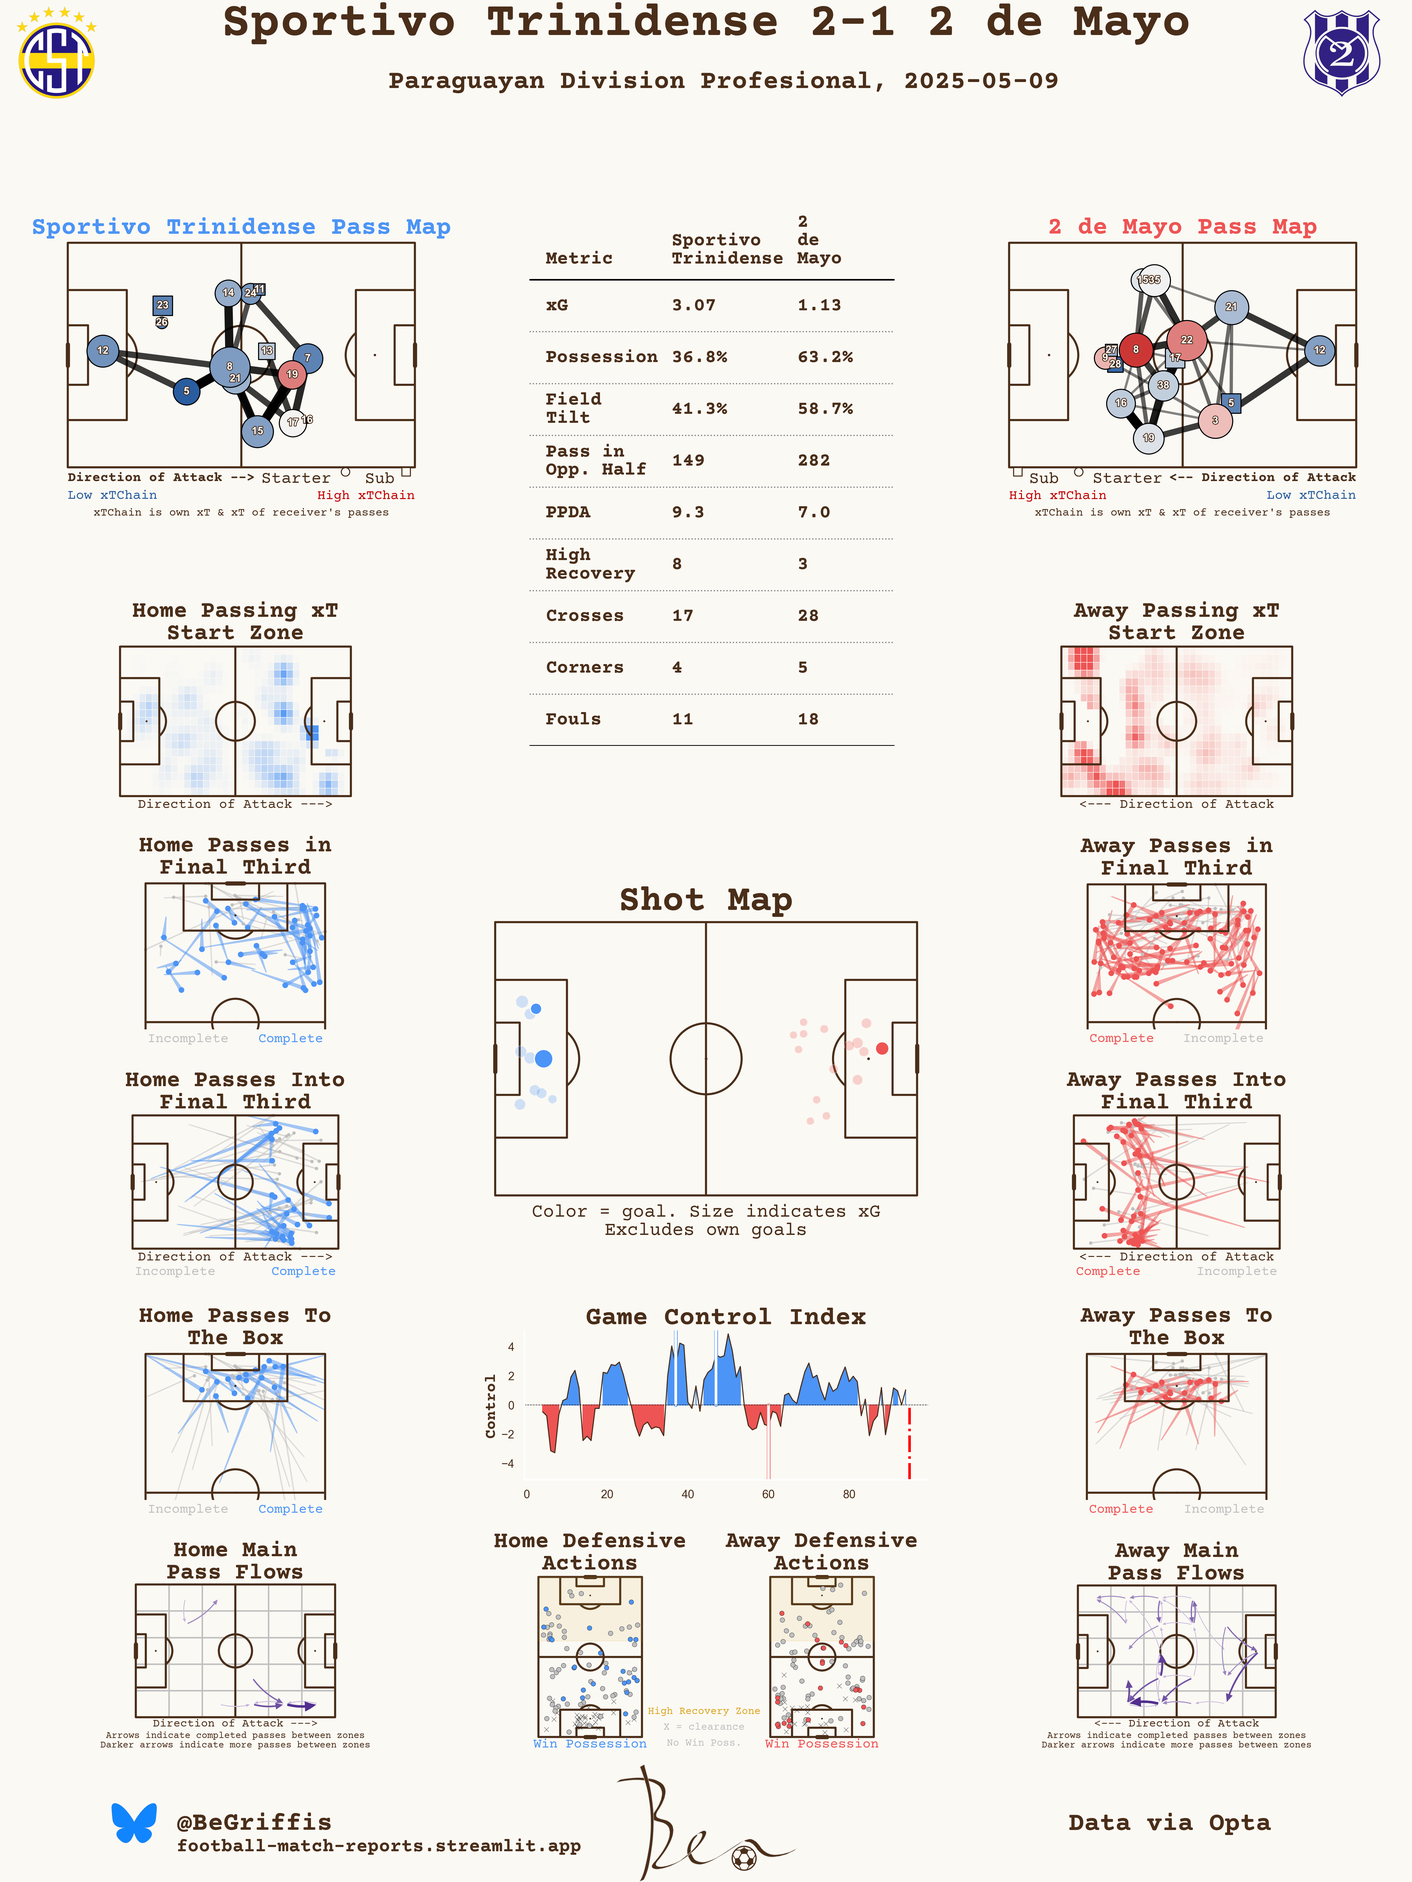 Sportivo Trinidense 2-1 2 de Mayo
Paraguayan Division Profesional, 2025-05-09
CST
2
Sportivo Trinidense Pass Map
14
24
11
23
26
12
8
13
7
19
21
5
17
16
15
Direction of Attack --> Starter Sub
Low xTChain High xTChain
xTChain is own xT & xT of receiver's passes
Metric Sportivo Trinidense 2 de Mayo
xG 3.07 1.13
Possession 36.8% 63.2%
Field Tilt 41.3% 58.7%
Pass in Opp. Half 149 282
PPDA 9.3 7.0
High Recovery 8 3
Crosses 17 28
Corners 4 5
Fouls 11 18
2 de Mayo Pass Map
15
35
21
22
12
27
8
9
28
17
38
16
5
3
19
Sub Starter <-- Direction of Attack
High xTChain Low xTChain
xTChain is own xT & xT of receiver's passes
Home Passing xT
Start Zone
Direction of Attack --->
Away Passing xT
Start Zone
<--- Direction of Attack
Home Passes in
Final Third
Incomplete Complete
Away Passes in
Final Third
Complete Incomplete
Shot Map
Color = goal. Size indicates xG
Excludes own goals
Home Passes Into
Final Third
Direction of Attack --->
Incomplete Complete
Away Passes Into
Final Third
<--- Direction of Attack
Complete Incomplete
Home Passes To
The Box
Incomplete Complete
Game Control Index
Control
4
2
0
−2
−4
0 20 40 60 80
Away Passes To
The Box
Complete Incomplete
Home Main
Pass Flows
Direction of Attack --->
Arrows indicate completed passes between zones
Darker arrows indicate more passes between zones
Home Defensive
Actions
Win Possession
High Recovery Zone
X = clearance
No Win Poss.
Away Defensive
Actions
Win Possession
Away Main
Pass Flows
<--- Direction of Attack
Arrows indicate completed passes between zones
Darker arrows indicate more passes between zones
@BeGriffis
football-match-reports.streamlit.app
Ben
Data via Opta